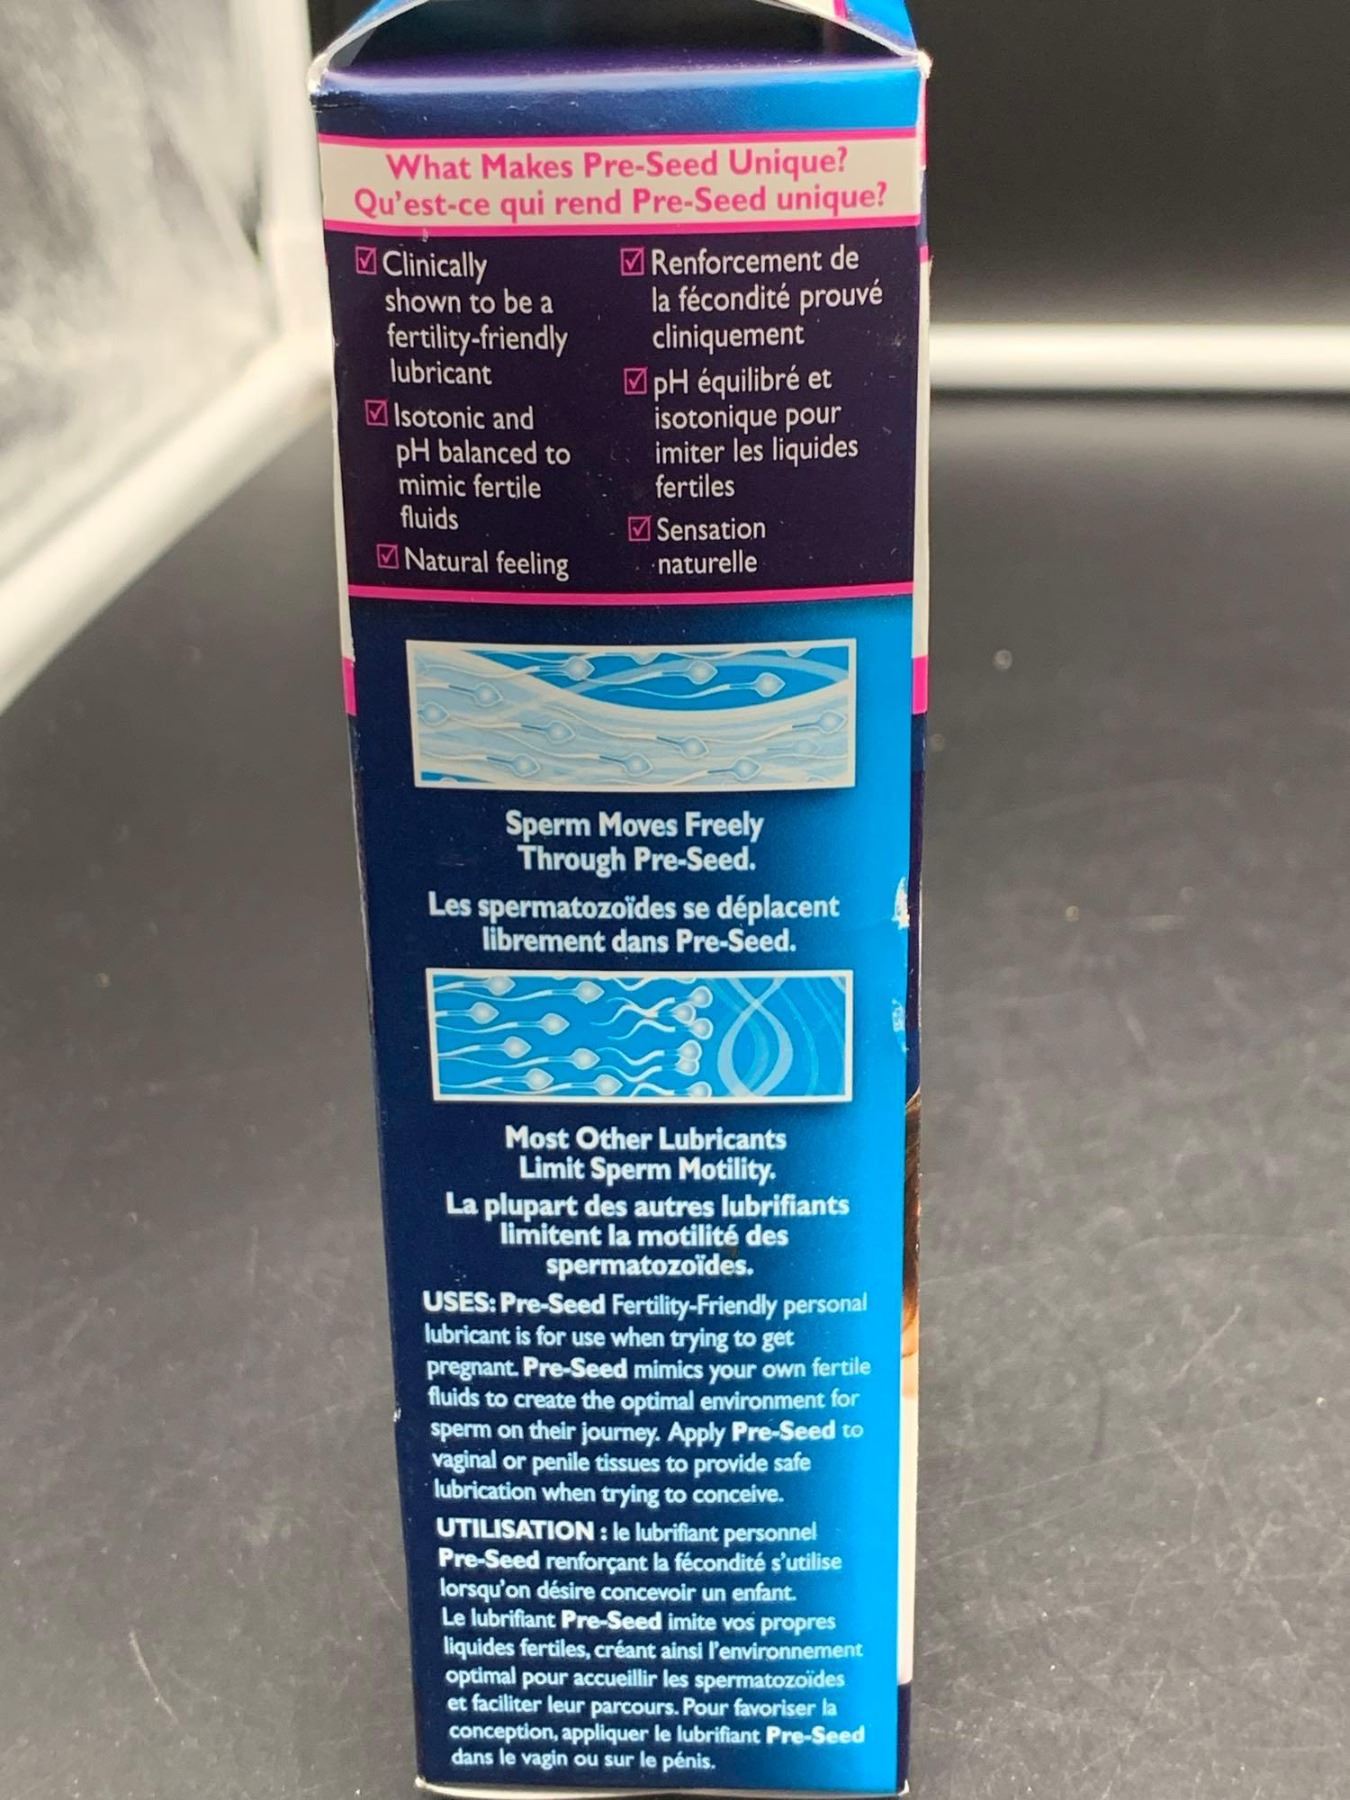 What Makes Pre-Seed Unique?
Qu'est-ce qui rend Pre-Seed unique?
Clinically
shown to be a
fertility-friendly
lubricant
Isotonic and
pH balanced to
mimic fertile
fluids
Natural feeling
Renforcement de
la fécondité prouvé
cliniquement
pH équilibré et
isotonique pour
imiter les liquides
fertiles
Sensation
naturelle
Sperm Moves Freely
Through Pre-Seed.
Les spermatozoïdes se déplacent
librement dans Pre-Seed.
Most Other Lubricants
Limit Sperm Motility.
La plupart des autres lubrifiants
limitent la motilité des
spermatozoïdes.
USES: Pre-Seed Fertility-Friendly personal
lubricant is for use when trying to get
pregnant. Pre-Seed mimics your own fertile
fluids to create the optimal environment for
sperm on their journey. Apply Pre-Seed to
vaginal or penile tissues to provide safe
lubrication when trying to conceive.
UTILISATION : le lubrifiant personnel
Pre-Seed renforçant la fécondité s'utilise
lorsqu'on désire concevoir un enfant.
Le lubrifiant Pre-Seed imite vos propres
liquides fertiles, créant ainsi l'environnement
optimal pour accueillir les spermatozoïdes
et faciliter leur parcours. Pour favoriser la
conception, appliquer le lubrifiant Pre-Seed
dans le vagin ou sur le pénis.